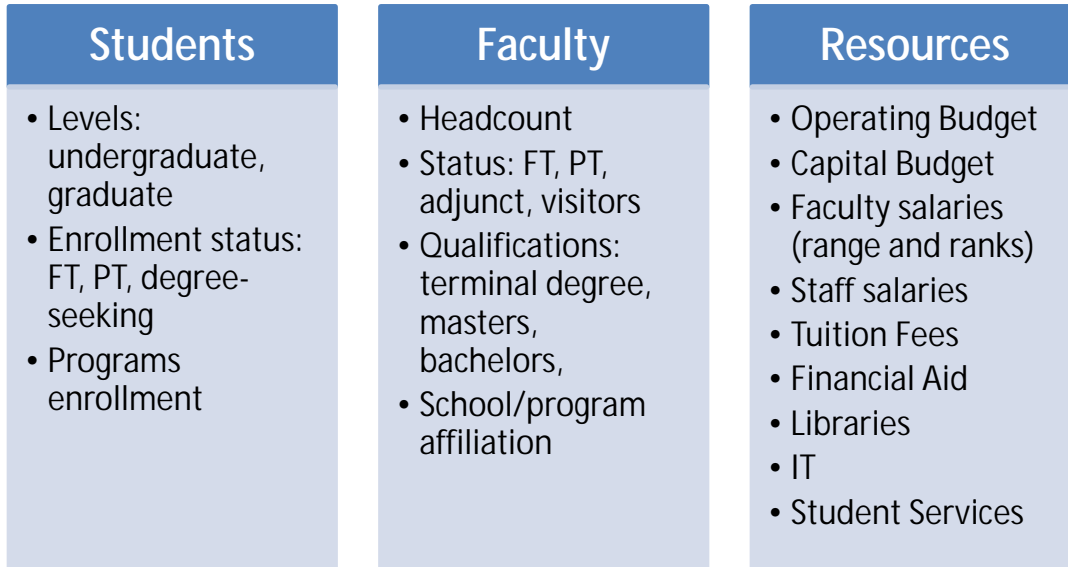 Students
• Levels:
undergraduate,
graduate
• Enrollment status:
FT, PT, degree-
seeking
• Programs
enrollment
Faculty
• Headcount
• Status: FT, PT,
adjunct, visitors
• Qualifications:
terminal degree,
masters,
bachelors,
• School/program
affiliation
Resources
• Operating Budget
• Capital Budget
• Faculty salaries
(range and ranks)
• Staff salaries
• Tuition Fees
• Financial Aid
• Libraries
• IT
• Student Services